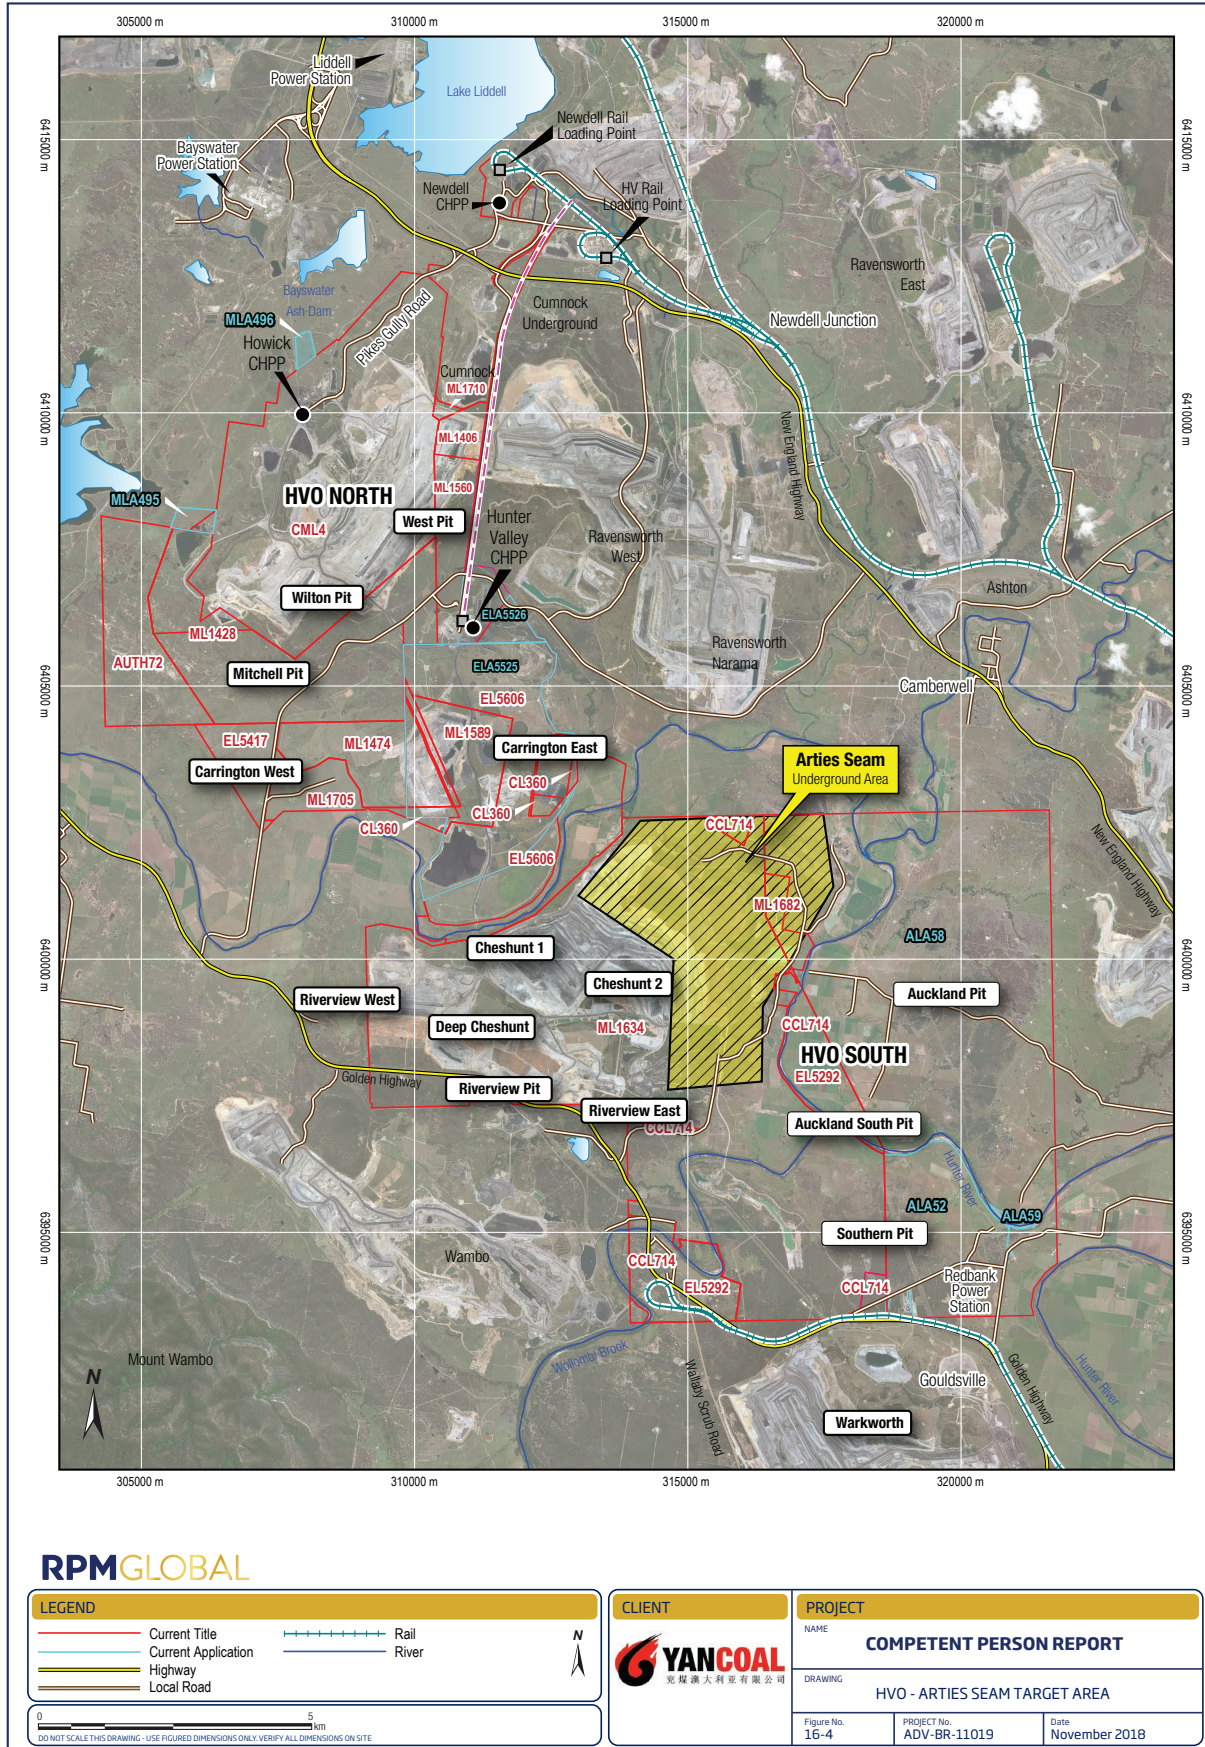 305000 m
310000 m
315000 m
320000 m
Liddell
Power Station
Lake Liddell
Newdell Rail
Loading Point
6415000 m
6415000 m
Bayswater
Power Station
Newdell
CHPP
HV Rail
Loading Point
Ravensworth
East
Bayswater
Ash Dam
Cumnock
Underground
MLA496
Howick
CHPP
Pikes Gully Road
Newdell Junction
Cumnock
ML1710
6410000 m
6410000 m
ML1406
New England Highway
ML1560
MLA495
HVO NORTH
CML4
West Pit
Hunter
Valley
CHPP
Ravensworth
West
Wilton Pit
Ashton
ELA5526
ML1428
Ravensworth
Narama
AUTH72
Mitchell Pit
ELA5525
6405000 m
6405000 m
Camberwell
EL5606
EL5417
ML1474
ML1589
Carrington East
Arties Seam
Underground Area
Carrington West
CL360
ML1705
CL360
CL360
CCL714
EL5606
New England Highway
ML1682
ALA58
Cheshunt 1
6400000 m
6400000 m
Cheshunt 2
Riverview West
Auckland Pit
Deep Cheshunt
ML1634
CCL714
HVO SOUTH
EL5292
Golden Highway
Riverview Pit
Riverview East
CCL714
Auckland South Pit
Hunter River
ALA52
ALA59
6395000 m
6395000 m
Southern Pit
Wambo
CCL714
EL5292
CCL714
Redbank
Power
Station
Mount Wambo
Wollombi Brook
Wallaby Scrub Road
Gouldsville
Golden Highway
Hunter River
N
Warkworth
305000 m
310000 m
315000 m
320000 m
RPMGLOBAL
LEGEND
Current Title
Rail
Current Application
River
Highway
Local Road
N
0
5
km
DO NOT SCALE THIS DRAWING - USE FIGURED DIMENSIONS ONLY. VERIFY ALL DIMENSIONS ON SITE
CLIENT
YANCOAL
兖煤澳大利亚有限公司
PROJECT
NAME
COMPETENT PERSON REPORT
DRAWING
HVO - ARTIES SEAM TARGET AREA
Figure No.
16-4
PROJECT No.
ADV-BR-11019
Date
November 2018